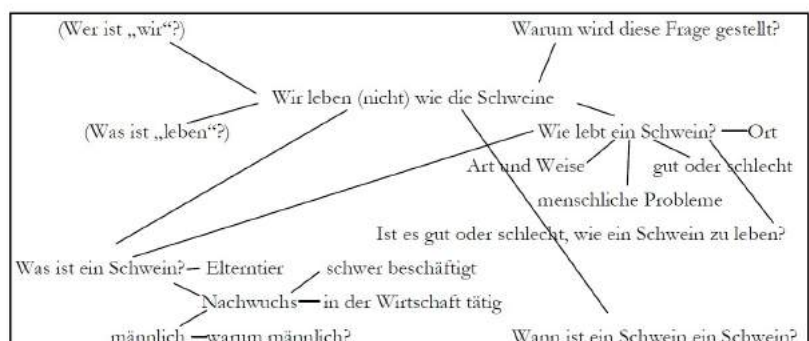 (Wer ist „wir“?)
Warum wird diese Frage gestellt?
Wir leben (nicht) wie die Schweine
(Was ist „leben“?)
Wie lebt ein Schwein?
Ort
Art und Weise
gut oder schlecht
menschliche Probleme
Ist es gut oder schlecht, wie ein Schwein zu leben?
Was ist ein Schwein?
Elterntier
schwer beschäftigt
Nachwuchs
in der Wirtschaft tätig
männlich
warum männlich?
Wann ist ein Schwein ein Schwein?